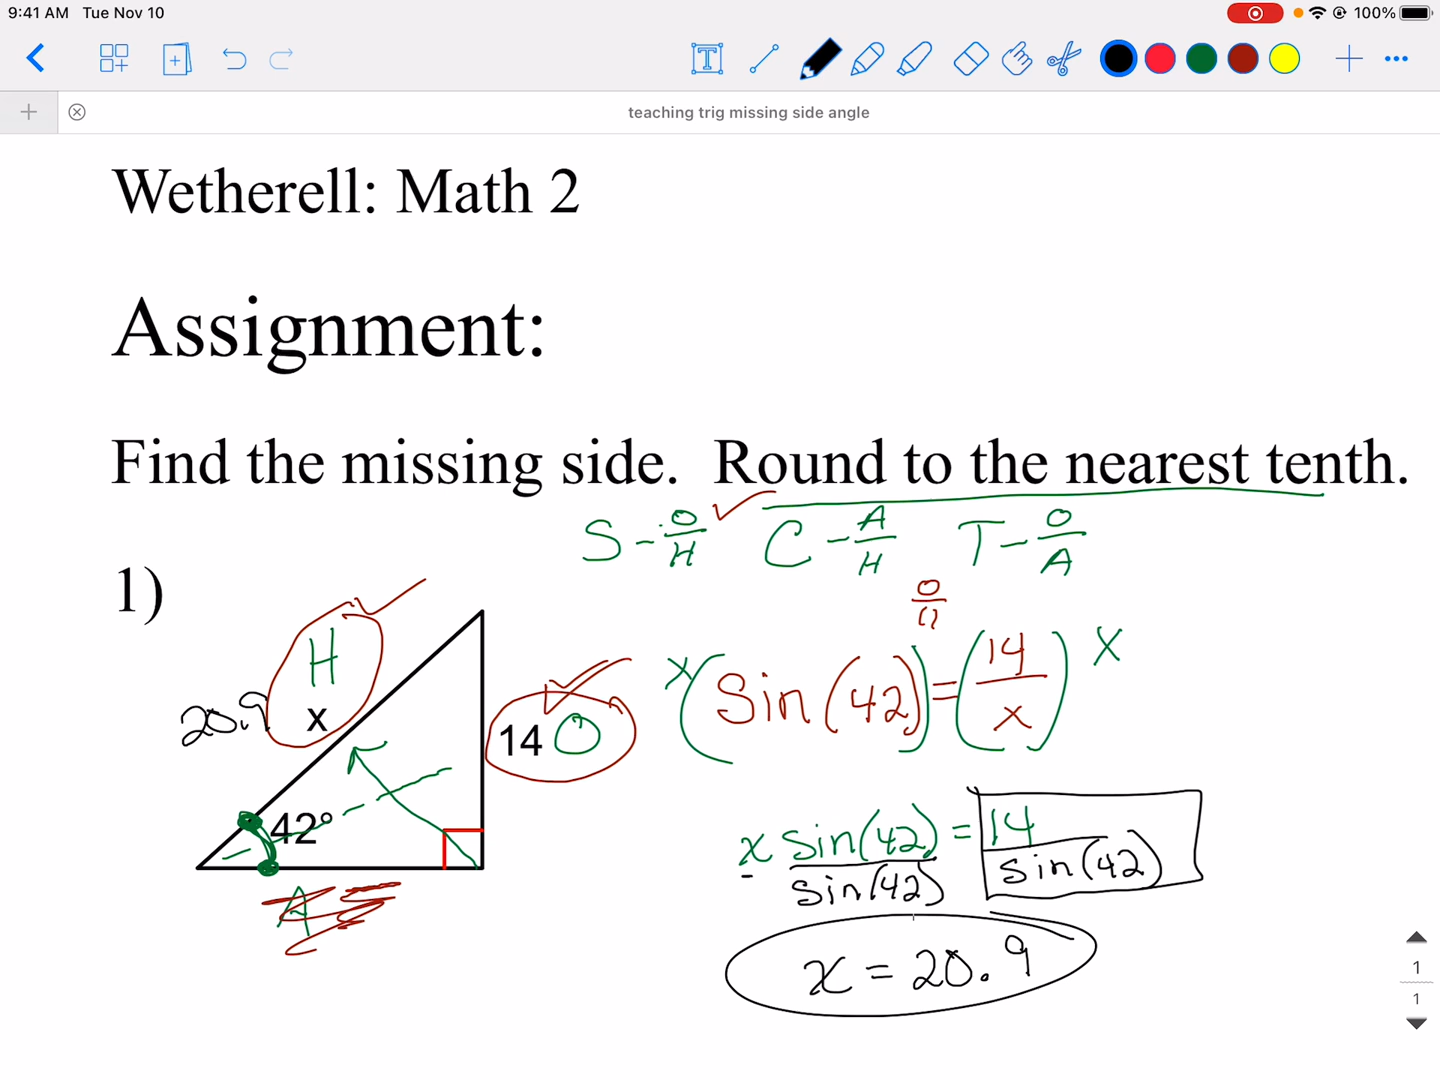 9:41 AM Tue Nov 10 100%
T
teaching trig missing side angle
Wetherell: Math 2
Assignment:
Find the missing side. Round to the nearest tenth.
S - O/H C - A/H T - O/A
1)
O/H
H
x
20.9
14 O
x (Sin (42)) = (14/x) x
42°
A
x sin(42)/sin(42) = 14/sin(42)
x = 20.9
1
1